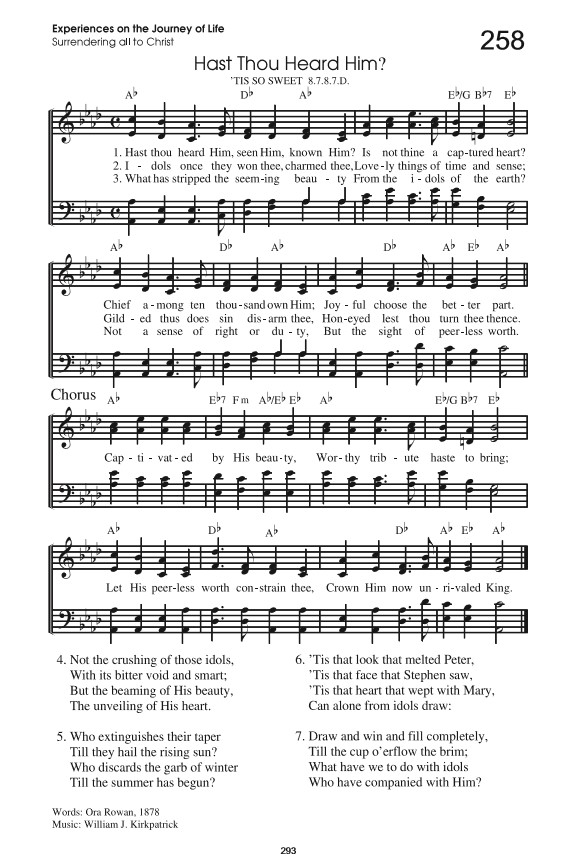 Experiences on the Journey of Life
Surrendering all to Christ
258
Hast Thou Heard Him?
'TIS SO SWEET 8.7.8.7.D.
A♭ D♭ A♭ E♭/G B♭7 E♭
1. Hast thou heard Him, seen Him, known Him? Is not thine a cap-tured heart?
2. I - dols once they won thee, charmed thee, Love-ly things of time and sense;
3. What has stripped the seem-ing beau - ty From the i - dols of the earth?
A♭ D♭ A♭ D♭ A♭ E♭ A♭
Chief a-mong ten thou-sand own Him; Joy-ful choose the bet-ter part.
Gild - ed thus does sin dis-arm thee, Hon-eyed lest thou turn thee thence.
Not a sense of right or du-ty, But the sight of peer-less worth.
Chorus
A♭ E♭7 Fm A♭/E♭ E♭ A♭ E♭/G B♭7 E♭
Cap - ti - vat - ed by His beau-ty, Wor-thy trib - ute haste to bring;
A♭ D♭ A♭ D♭ A♭ E♭ A♭
Let His peer-less worth con-strain thee, Crown Him now un-ri-valed King.
4. Not the crushing of those idols,
With its bitter void and smart;
But the beaming of His beauty,
The unveiling of His heart.
5. Who extinguishes their taper
Till they hail the rising sun?
Who discards the garb of winter
Till the summer has begun?
6. 'Tis that look that melted Peter,
'Tis that face that Stephen saw,
'Tis that heart that wept with Mary,
Can alone from idols draw:
7. Draw and win and fill completely,
Till the cup o'erflow the brim;
What have we to do with idols
Who have companied with Him?
Words: Ora Rowan, 1878
Music: William J. Kirkpatrick
293